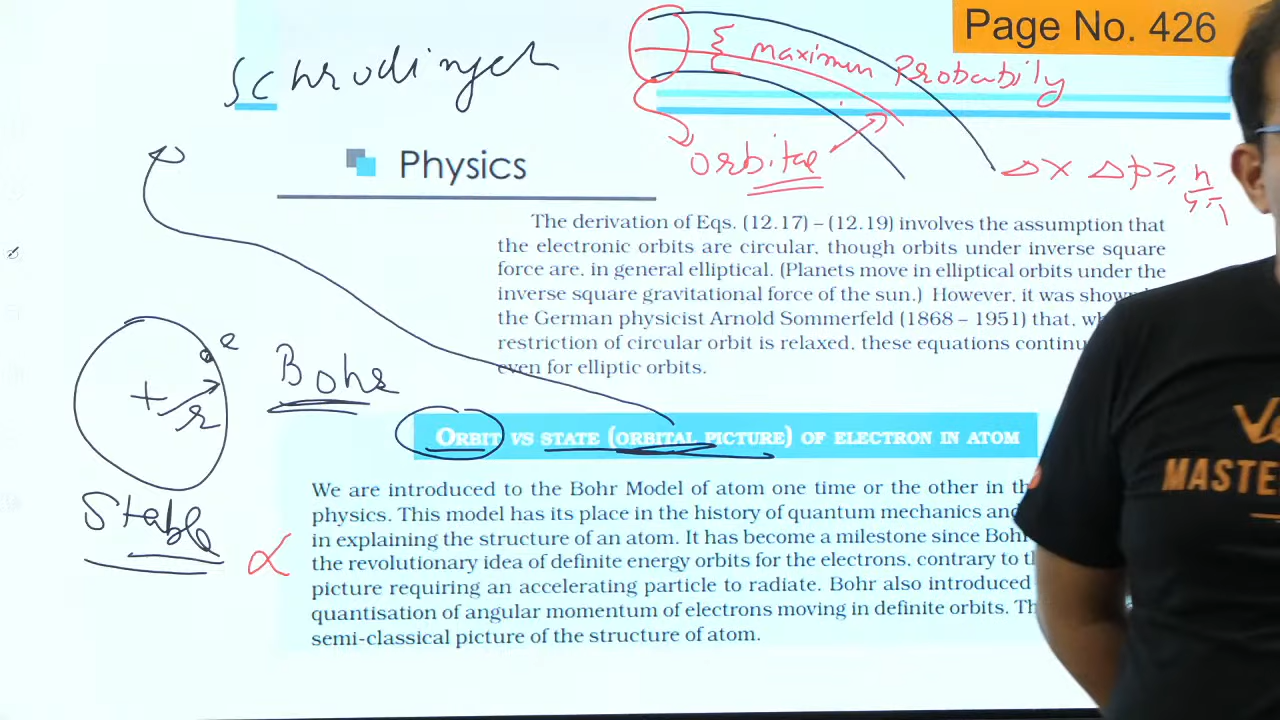 Page No. 426
Schrodinger
{ maximum Probabily
orbital
Δx Δp ≥ h/4π
Physics
The derivation of Eqs. (12.17) – (12.19) involves the assumption that
the electronic orbits are circular, though orbits under inverse square
force are, in general elliptical. (Planets move in elliptical orbits under the
inverse square gravitational force of the sun.) However, it was show
the German physicist Arnold Sommerfeld (1868 – 1951) that, wh
restriction of circular orbit is relaxed, these equations continu
even for elliptic orbits.
e
+
r
Bohr
Stable
ORBIT VS STATE (ORBITAL PICTURE) OF ELECTRON IN ATOM
We are introduced to the Bohr Model of atom one time or the other in th
physics. This model has its place in the history of quantum mechanics and
in explaining the structure of an atom. It has become a milestone since Bohr
the revolutionary idea of definite energy orbits for the electrons, contrary to t
picture requiring an accelerating particle to radiate. Bohr also introduced
quantisation of angular momentum of electrons moving in definite orbits. Th
semi-classical picture of the structure of atom.
α
MASTE